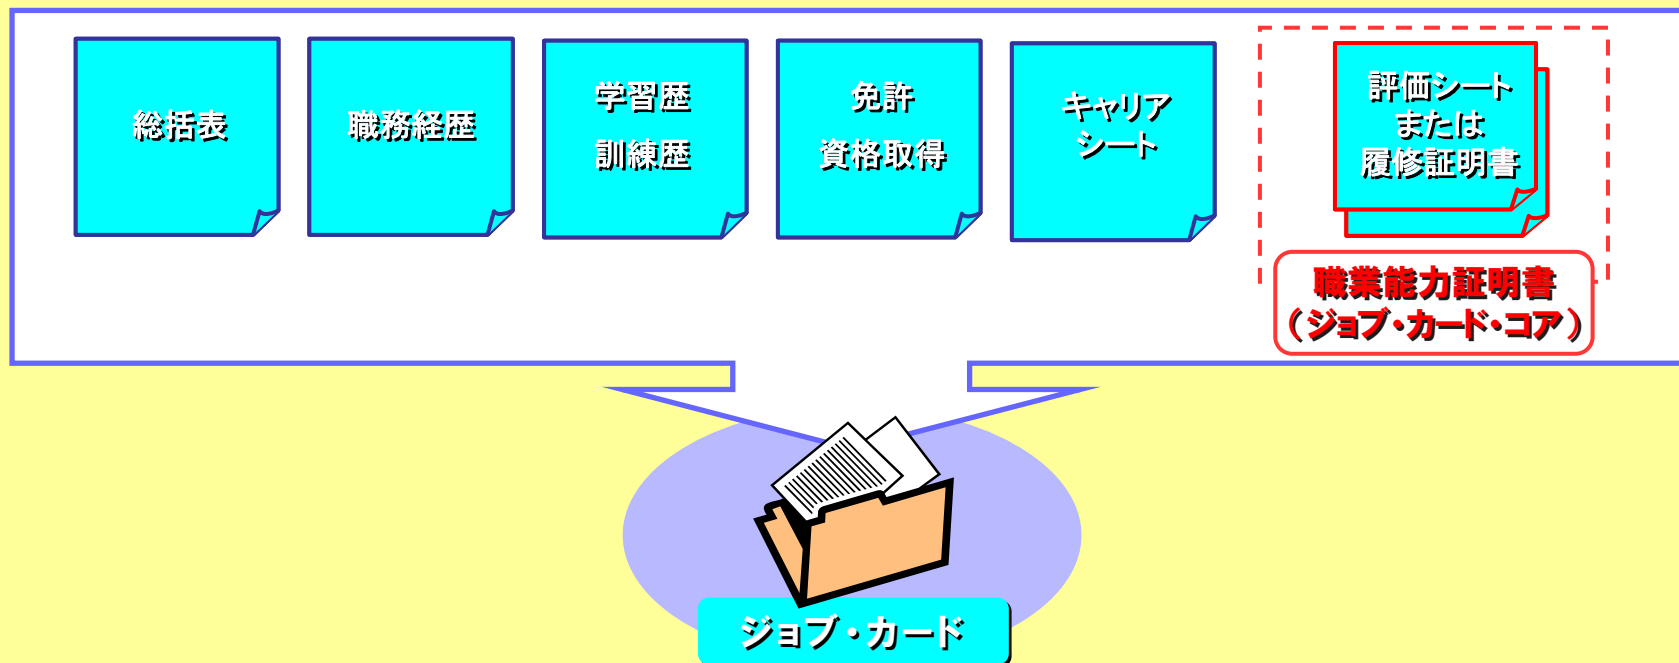 総括表
職務経歴
学習歴
訓練歴
免許
資格取得
キャリア
シート
評価シート
または
履修証明書
職業能力証明書
（ジョブ・カード・コア）
ジョブ・カード